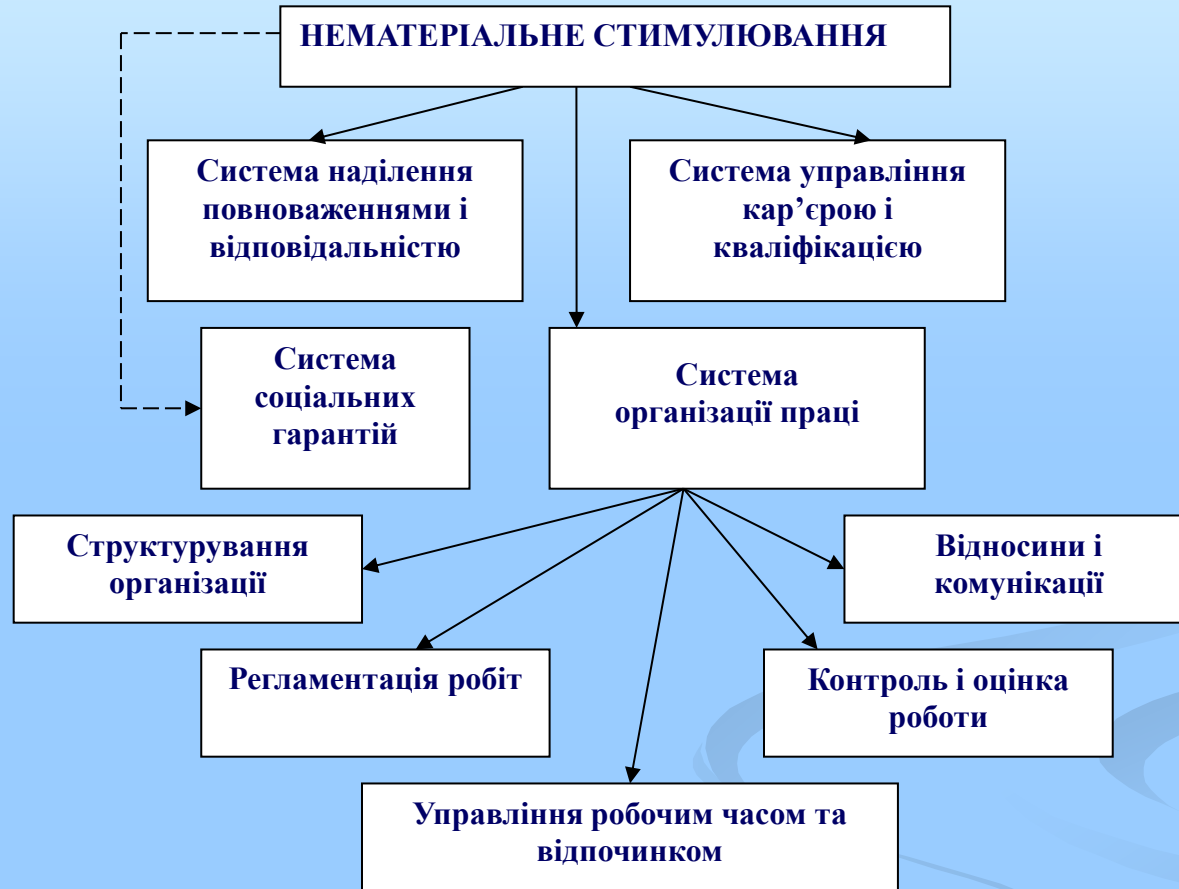 НЕМАТЕРІАЛЬНЕ СТИМУЛЮВАННЯ
Система наділення
повноваженнями і
відповідальністю
Система управління
кар’єрою і
кваліфікацією
Система
соціальних
гарантій
Система
організації праці
Структурування
організації
Відносини і
комунікації
Регламентація робіт
Контроль і оцінка
роботи
Управління робочим часом та
відпочинком